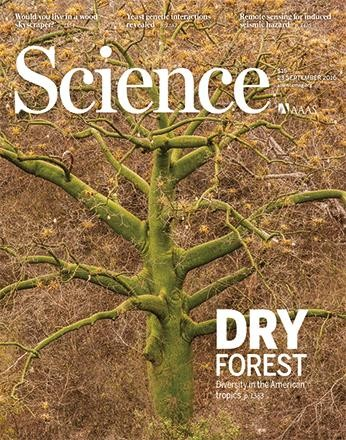 Would you live in a wood
skyscraper?
Yeast genetic interactions
revealed
Remote sensing for induced
seismic hazard
Science
23 SEPTEMBER 2016
AAAS
DRY
FOREST
Diversity in the American
tropics p. 1383